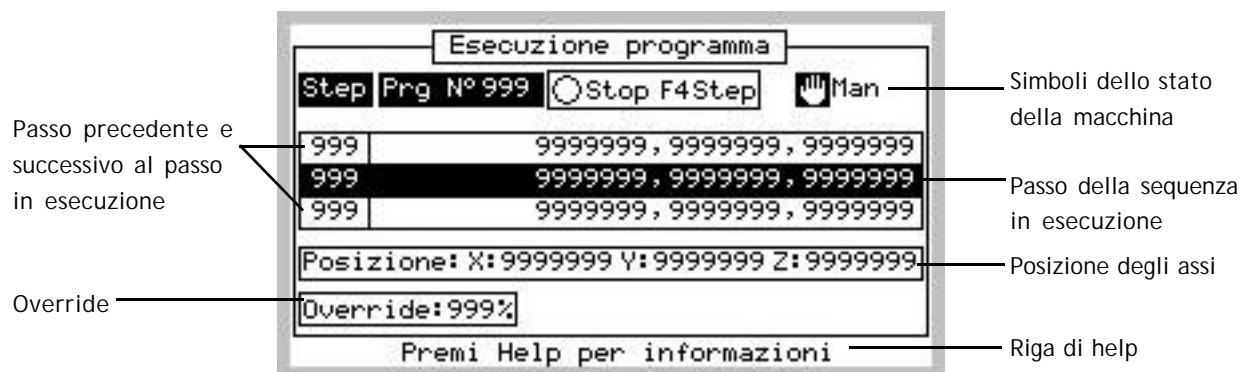 Esecuzione programma
Step Prg Nº 999 Stop F4Step Man
999 9999999,9999999,9999999
999 9999999,9999999,9999999
999 9999999,9999999,9999999
Posizione: X:9999999 Y:9999999 Z:9999999
Override:999%
Premi Help per informazioni
Passo precedente e
successivo al passo
in esecuzione
Override
Simboli dello stato
della macchina
Passo della sequenza
in esecuzione
Posizione degli assi
Riga di help